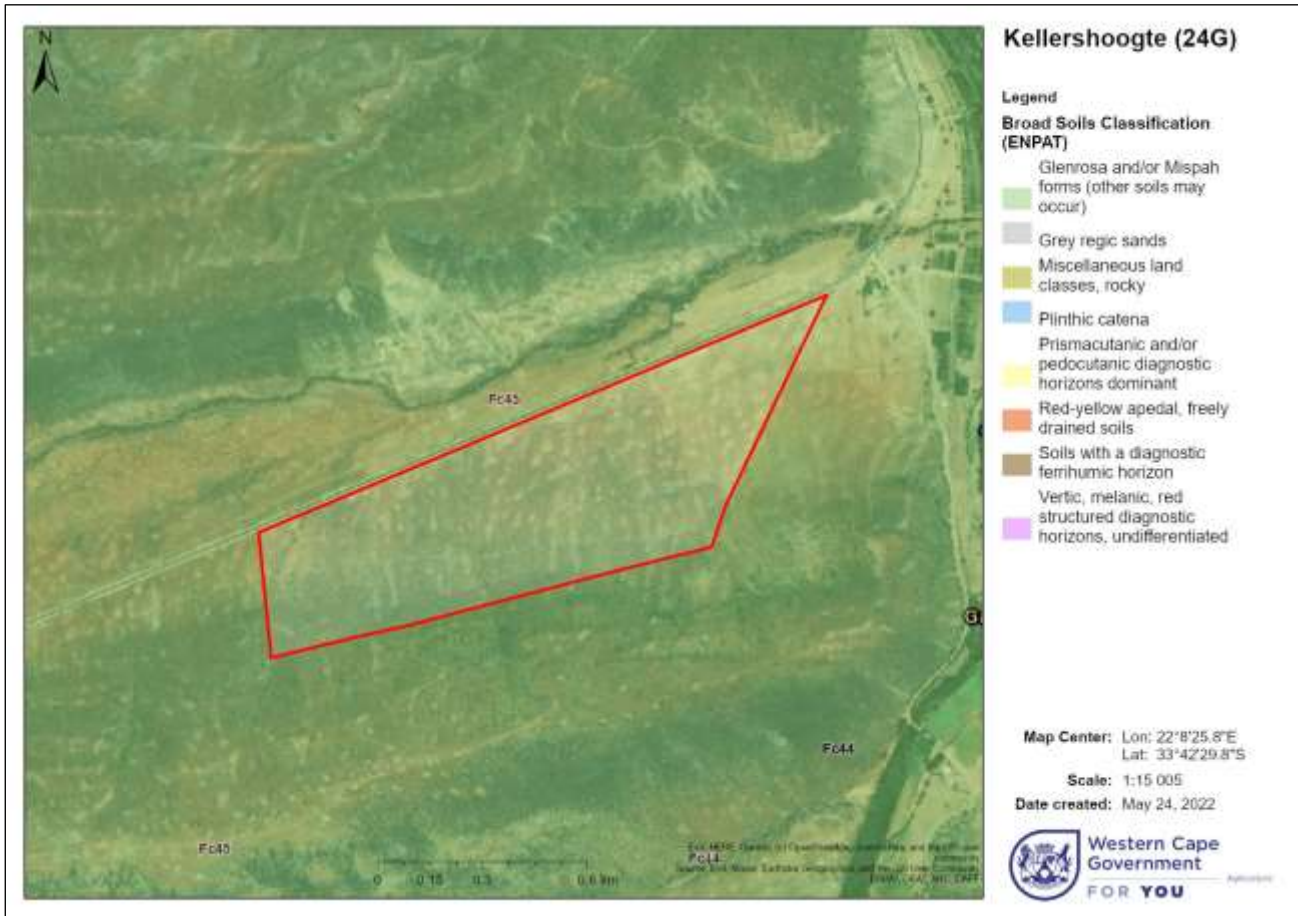 Kellershoogte (24G)
Legend
Broad Soils Classification
(ENPAT)
Glenrosa and/or Mispah
forms (other soils may
occur)
Grey regic sands
Miscellaneous land
classes, rocky
Plinthic catena
Prismacutanic and/or
pedocutanic diagnostic
horizons dominant
Red-yellow apedal, freely
drained soils
Soils with a diagnostic
ferrihumic horizon
Vertic, melanic, red
structured diagnostic
horizons, undifferentiated
Map Center: Lon: 22°8'25.8"E
Lat: 33°42'29.8"S
Scale: 1:15 005
Date created: May 24, 2022
Western Cape
Government
FOR YOU
N
Fc45
G
Fc44
Fc45
Fc44
0 0.15 0.3 0.6 km